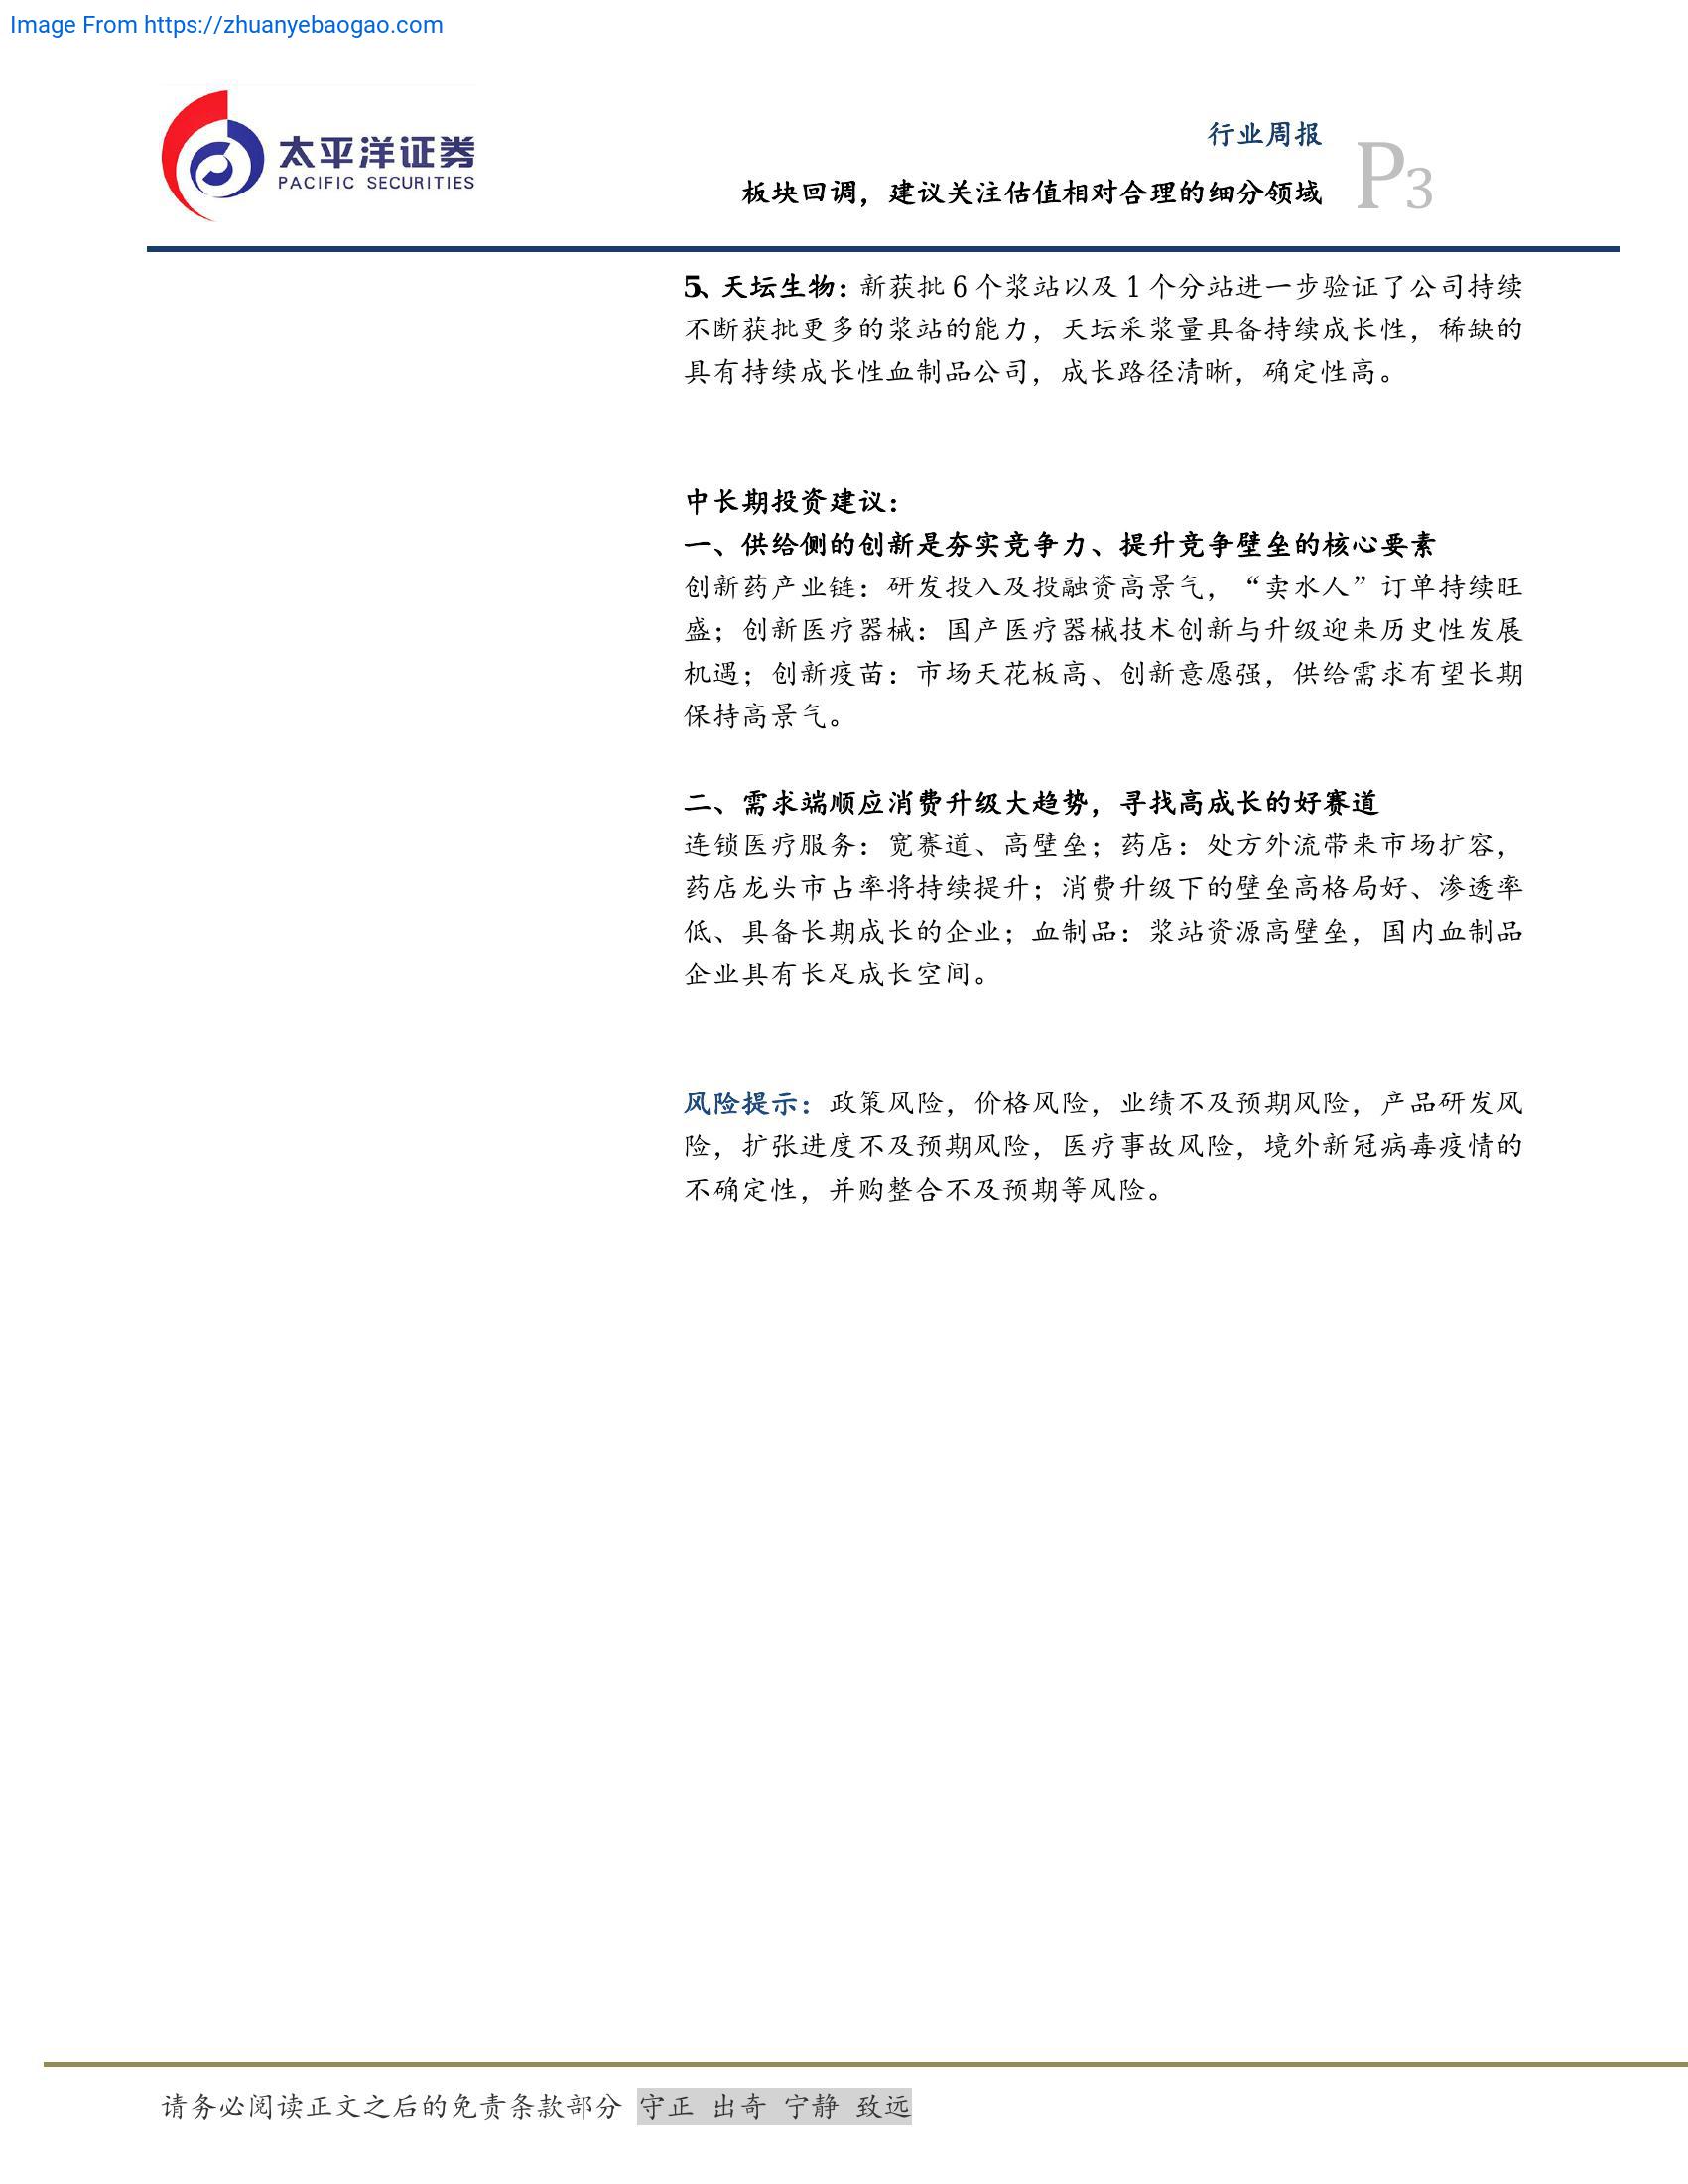 Image From https://zhuanyebaogao.com
太平洋证券
PACIFIC SECURITIES
行业周报
板块回调，建议关注估值相对合理的细分领域
P3
5、天坛生物：新获批 6 个浆站以及 1 个分站进一步验证了公司持续
不断获批更多的浆站的能力，天坛采浆量具备持续成长性，稀缺的
具有持续成长性血制品公司，成长路径清晰，确定性高。
中长期投资建议：
一、供给侧的创新是夯实竞争力、提升竞争壁垒的核心要素
创新药产业链：研发投入及投融资高景气，“卖水人”订单持续旺
盛；创新医疗器械：国产医疗器械技术创新与升级迎来历史性发展
机遇；创新疫苗：市场天花板高、创新意愿强，供给需求有望长期
保持高景气。
二、需求端顺应消费升级大趋势，寻找高成长的好赛道
连锁医疗服务：宽赛道、高壁垒；药店：处方外流带来市场扩容，
药店龙头市占率将持续提升；消费升级下的壁垒高格局好、渗透率
低、具备长期成长的企业；血制品：浆站资源高壁垒，国内血制品
企业具有长足成长空间。
风险提示：政策风险，价格风险，业绩不及预期风险，产品研发风
险，扩张进度不及预期风险，医疗事故风险，境外新冠病毒疫情的
不确定性，并购整合不及预期等风险。
请务必阅读正文之后的免责条款部分 守正 出奇 宁静 致远